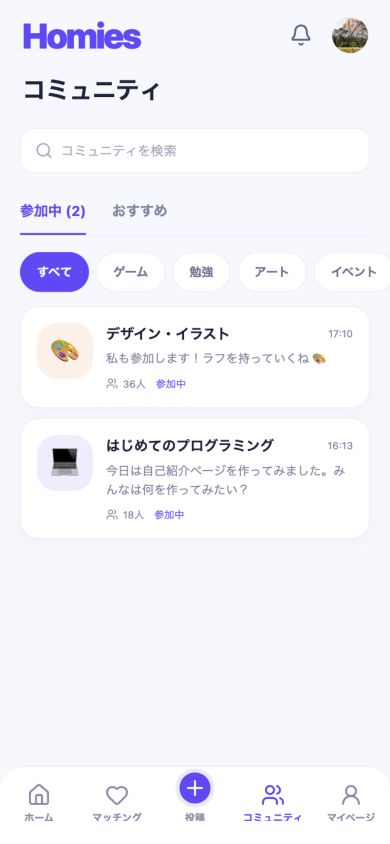 Homies
コミュニティ
コミュニティを検索
参加中 (2)
おすすめ
すべて
ゲーム
勉強
アート
イベント
デザイン・イラスト
17:10
私も参加します！ラフを持っていくね 🎨
36人 参加中
はじめてのプログラミング
16:13
今日は自己紹介ページを作ってみました。み
んなは何を作ってみたい？
18人 参加中
ホーム
マッチング
投稿
コミュニティ
マイページ